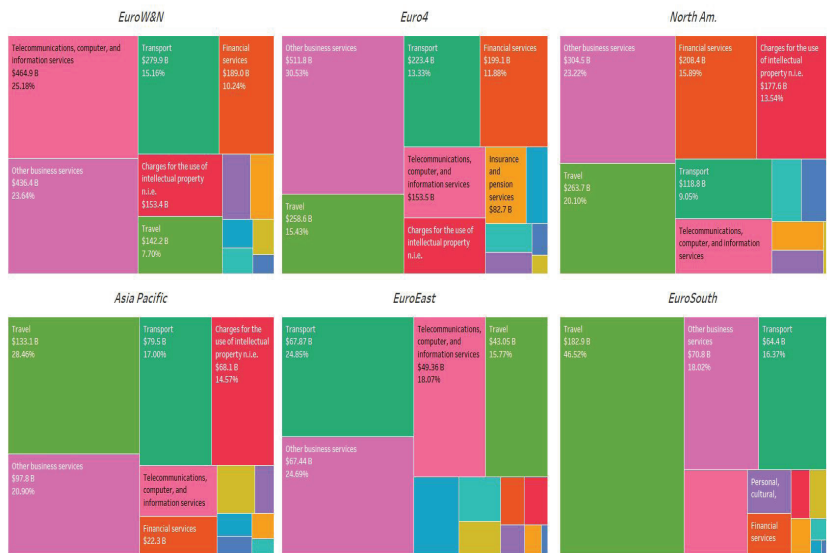 EuroW&N
Telecommunications, computer, and
information services
$464.9 B
25.18%
Transport
$279.9 B
15.16%
Financial
services
$189.0 B
10.24%
Other business services
$436.4 B
23.64%
Charges for the use of
intellectual property
n.i.e.
$153.4 B
Travel
$142.2 B
7.70%
Euro4
Other business services
$511.8 B
30.53%
Transport
$223.4 B
13.33%
Financial services
$199.1 B
11.88%
Telecommunications,
computer, and
information services
$153.5 B
Insurance
and
pension
services
$82.7 B
Travel
$258.6 B
15.43%
Charges for the use of
intellectual property
n.i.e.
North Am.
Other business services
$304.5 B
23.22%
Financial services
$208.4 B
15.89%
Charges for the use
of intellectual
property n.i.e.
$177.6 B
13.54%
Travel
$263.7 B
20.10%
Transport
$118.8 B
9.05%
Telecommunications,
computer, and information
services
Asia Pacific
Travel
$133.1 B
28.46%
Transport
$79.5 B
17.00%
Charges for the
use of intellectual
property n.i.e.
$68.1 B
14.57%
Other business services
$97.8 B
20.90%
Telecommunications,
computer, and
information services
Financial services
$22.3 B
EuroEast
Transport
$67.87 B
24.85%
Telecommunications,
computer, and
information services
$49.36 B
18.07%
Travel
$43.05 B
15.77%
Other business services
$67.44 B
24.69%
EuroSouth
Travel
$182.9 B
46.52%
Other business
services
$70.8 B
18.02%
Transport
$64.4 B
16.37%
Personal,
cultural,
Financial
services